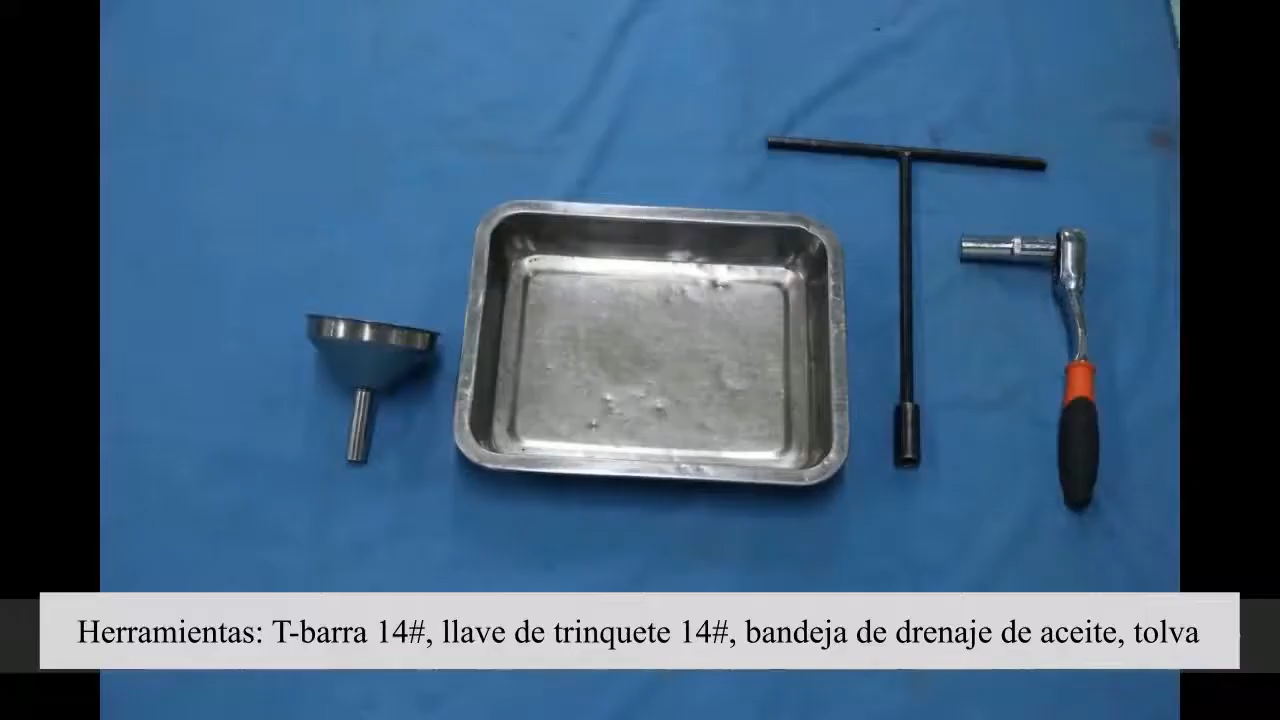 Herramientas: T-barra 14#, llave de trinquete 14#, bandeja de drenaje de aceite, tolva